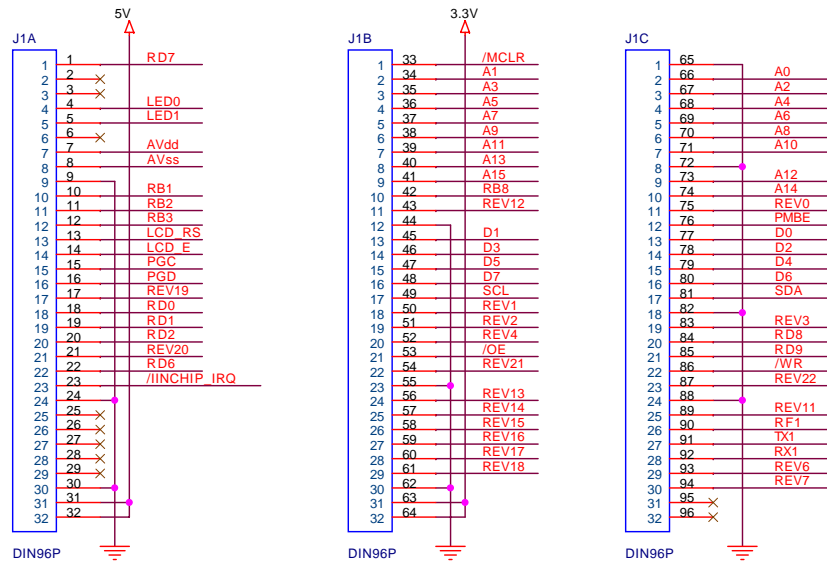 5V
J1A
1 1 RD7
2 2
3 3
4 4 LED0
5 5 LED1
6 6
7 7 AVdd
8 8 AVss
9 9
10 10 RB1
11 11 RB2
12 12 RB3
13 13 LCD_RS
14 14 LCD_E
15 15 PGC
16 16 PGD
17 17 REV19
18 18 RD0
19 19 RD1
20 20 RD2
21 21 REV20
22 22 RD6
23 23 /IINCHIP_IRQ
24 24
25 25
26 26
27 27
28 28
29 29
30 30
31 31
32 32
DIN96P
3.3V
J1B
1 33 /MCLR
2 34 A1
3 35 A3
4 36 A5
5 37 A7
6 38 A9
7 39 A11
8 40 A13
9 41 A15
10 42 RB8
11 43 REV12
12 44
13 45 D1
14 46 D3
15 47 D5
16 48 D7
17 49 SCL
18 50 REV1
19 51 REV2
20 52 REV4
21 53 /OE
22 54 REV21
23 55
24 56 REV13
25 57 REV14
26 58 REV15
27 59 REV16
28 60 REV17
29 61 REV18
30 62
31 63
32 64
DIN96P
J1C
1 65
2 66 A0
3 67 A2
4 68 A4
5 69 A6
6 70 A8
7 71 A10
8 72
9 73 A12
10 74 A14
11 75 REV0
12 76 PMBE
13 77 D0
14 78 D2
15 79 D4
16 80 D6
17 81 SDA
18 82
19 83 REV3
20 84 RD8
21 85 RD9
22 86 /WR
23 87 REV22
24 88
25 89 REV11
26 90 RF1
27 91 TX1
28 92 RX1
29 93 REV6
30 94 REV7
31 95
32 96
DIN96P